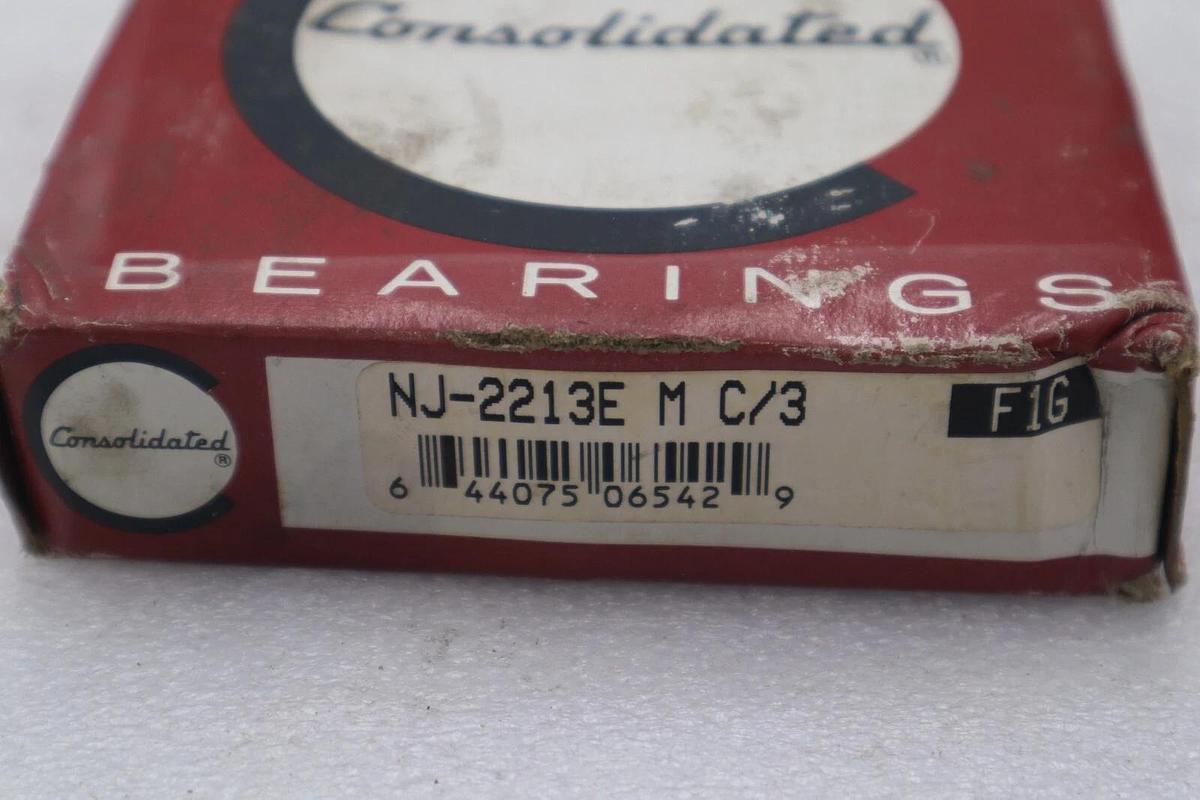 Consolidated®
BEARINGS
Consolidated®
NJ-2213E M C/3
F1G
6 44075 06542 9